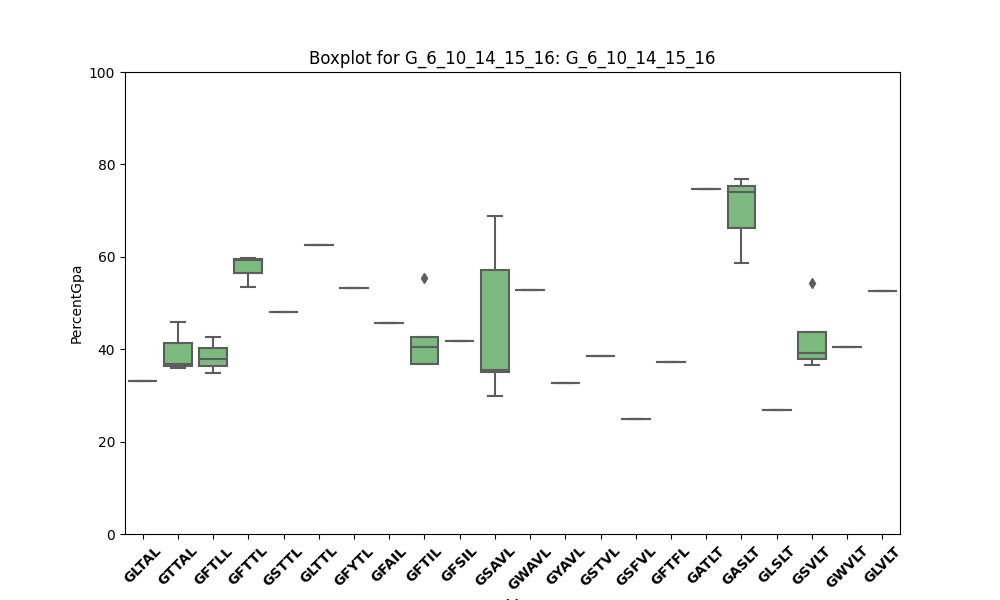 Boxplot for G_6_10_14_15_16: G_6_10_14_15_16
100
80
60
40
20
0
PercentGpa
GLTAL
GTTAL
GFTLL
GFTTL
GSTTL
GLTTL
GFYTL
GFAIL
GFTIL
GFSIL
GSAVL
GWAVL
GYAVL
GSTVL
GSFVL
GFTFL
GATLT
GASLT
GLSLT
GSVLT
GWVLT
GLVLT